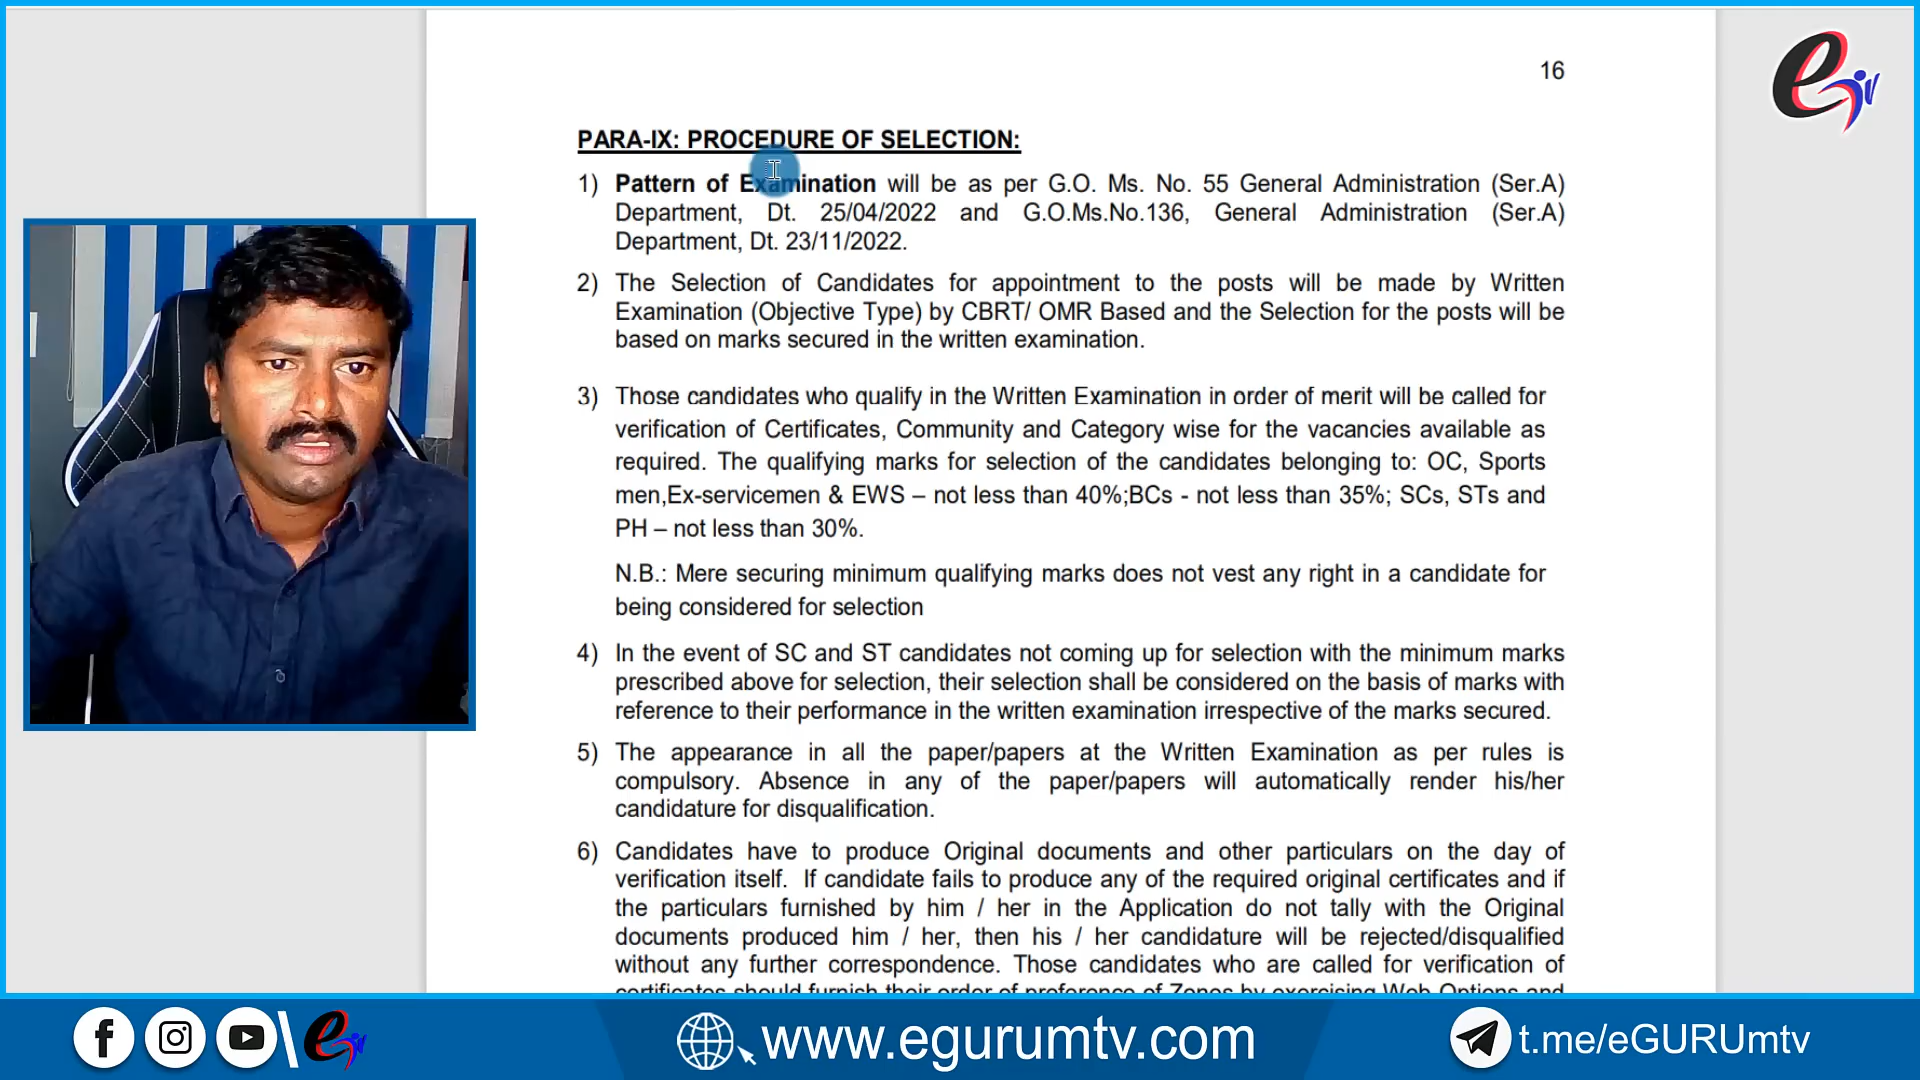 16
PARA-IX: PROCEDURE OF SELECTION:
1) Pattern of Examination will be as per G.O. Ms. No. 55 General Administration (Ser.A)
Department, Dt. 25/04/2022 and G.O.Ms.No.136, General Administration (Ser.A)
Department, Dt. 23/11/2022.
2) The Selection of Candidates for appointment to the posts will be made by Written
Examination (Objective Type) by CBRT/ OMR Based and the Selection for the posts will be
based on marks secured in the written examination.
3) Those candidates who qualify in the Written Examination in order of merit will be called for
verification of Certificates, Community and Category wise for the vacancies available as
required. The qualifying marks for selection of the candidates belonging to: OC, Sports
men,Ex-servicemen & EWS – not less than 40%;BCs - not less than 35%; SCs, STs and
PH – not less than 30%.
N.B.: Mere securing minimum qualifying marks does not vest any right in a candidate for
being considered for selection
4) In the event of SC and ST candidates not coming up for selection with the minimum marks
prescribed above for selection, their selection shall be considered on the basis of marks with
reference to their performance in the written examination irrespective of the marks secured.
5) The appearance in all the paper/papers at the Written Examination as per rules is
compulsory. Absence in any of the paper/papers will automatically render his/her
candidature for disqualification.
6) Candidates have to produce Original documents and other particulars on the day of
verification itself. If candidate fails to produce any of the required original certificates and if
the particulars furnished by him / her in the Application do not tally with the Original
documents produced him / her, then his / her candidature will be rejected/disqualified
without any further correspondence. Those candidates who are called for verification of
certificates should furnish their order of preference of Zones by exercising Web Options and
www.egurumtv.com
t.me/eGURUmtv